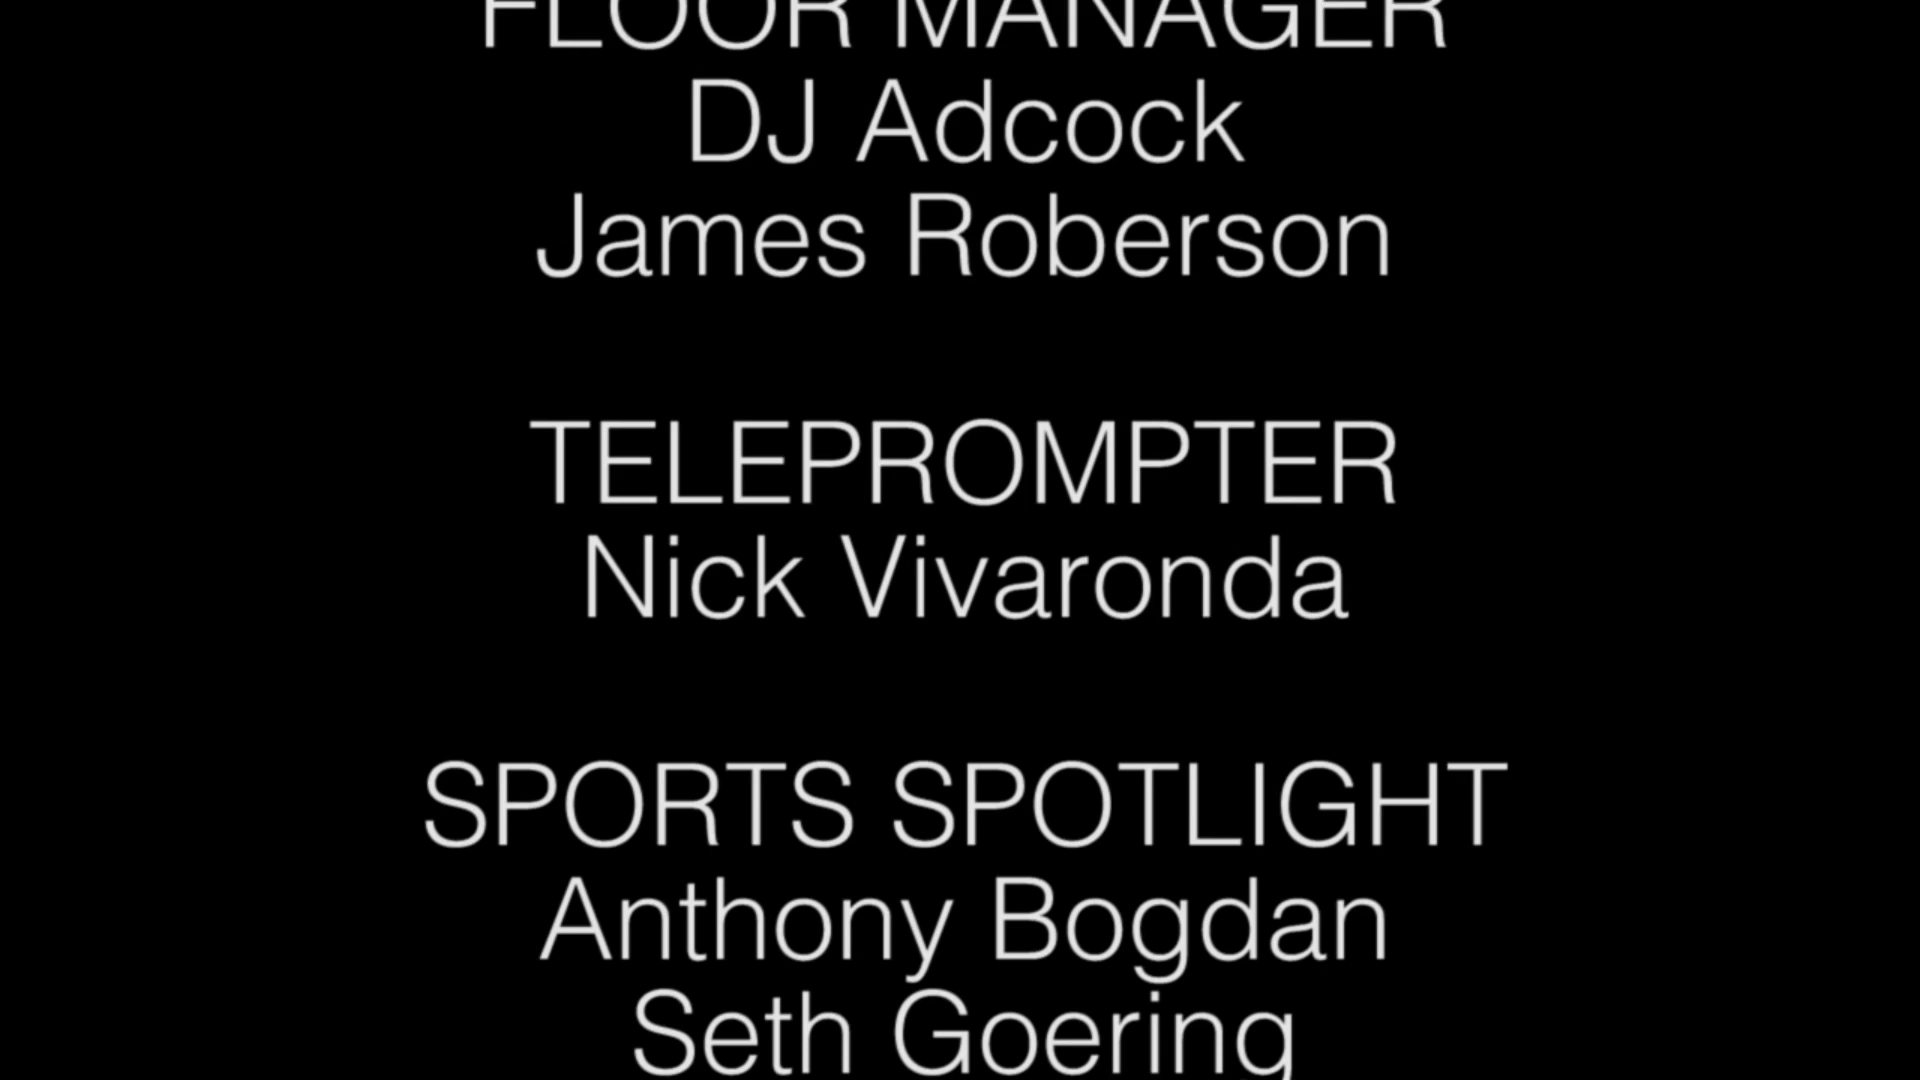 FLOOR MANAGER
DJ Adcock
James Roberson
TELEPROMPTER
Nick Vivaronda
SPORTS SPOTLIGHT
Anthony Bogdan
Seth Goering